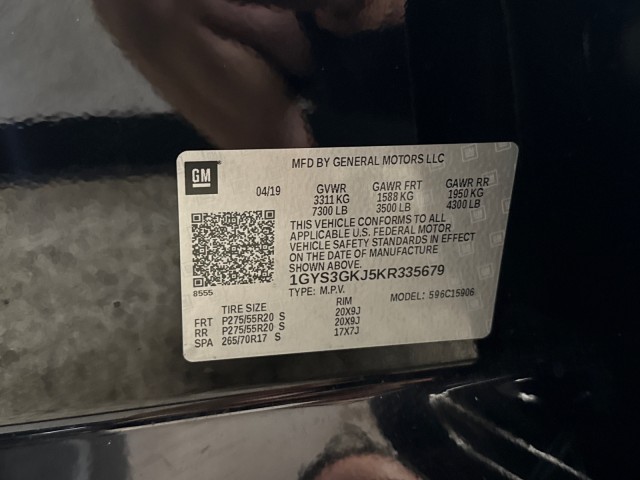 GM
MFD BY GENERAL MOTORS LLC
04/19 GVWR GAWR FRT GAWR RR
3311 KG 1588 KG 1950 KG
7300 LB 3500 LB 4300 LB
THIS VEHICLE CONFORMS TO ALL
APPLICABLE U.S. FEDERAL MOTOR
VEHICLE SAFETY STANDARDS IN EFFECT
ON THE DATE OF MANUFACTURE
SHOWN ABOVE.
8555
1GYS3GKJ5KR335679
TYPE: M.P.V.
MODEL: 596C15906
TIRE SIZE RIM
FRT P275/55R20 S 20X9J
RR P275/55R20 S 20X9J
SPA 265/70R17 S 17X7J